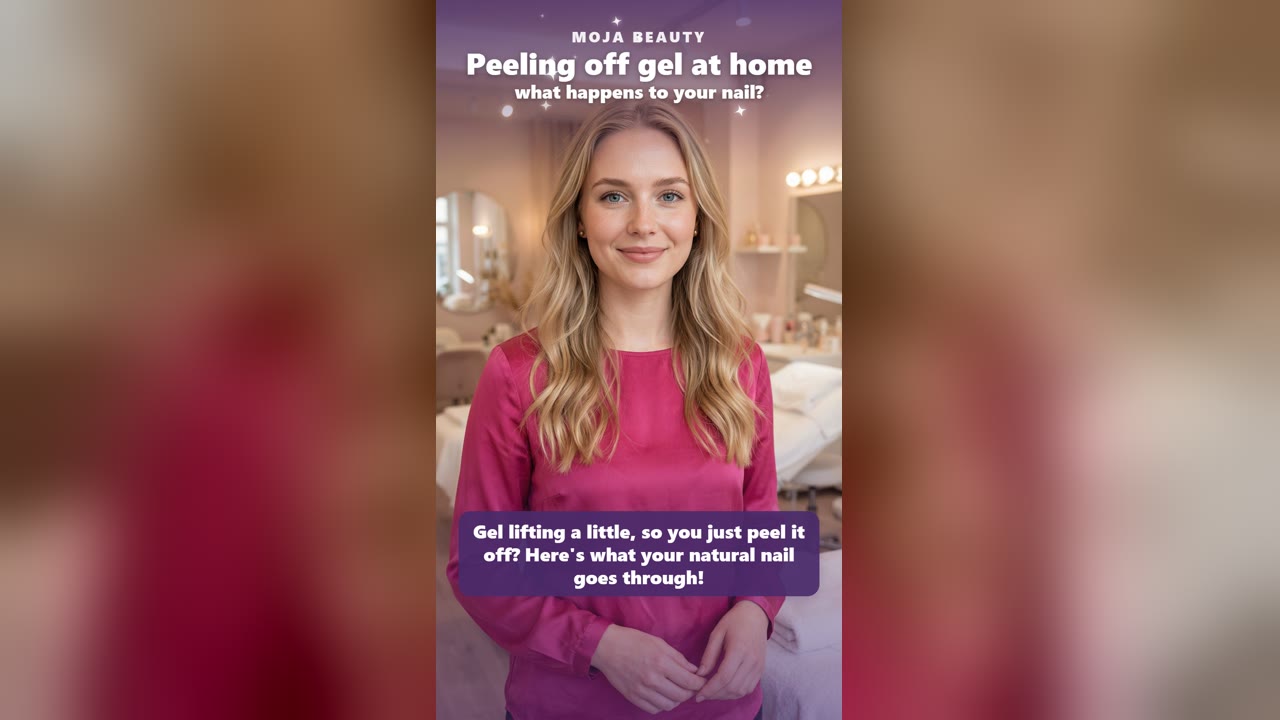 MOJA BEAUTY
Peeling off gel at home
what happens to your nail?
Gel lifting a little, so you just peel it
off? Here's what your natural nail
goes through!